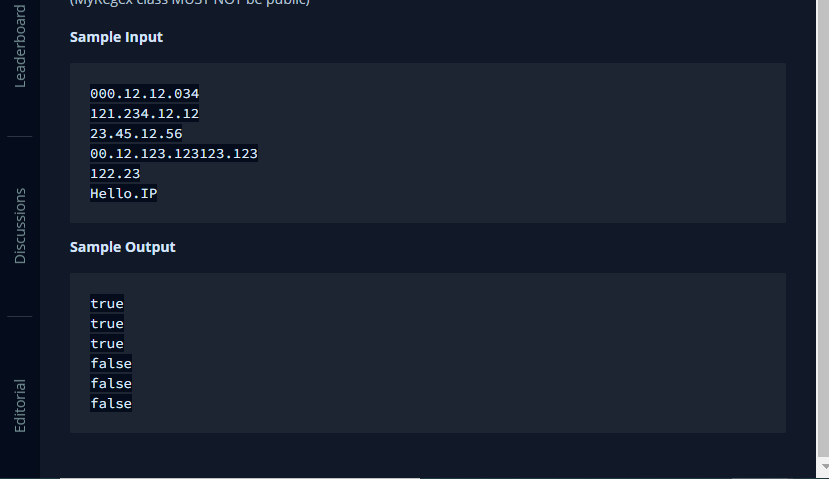 (MyRegex class MUST NOT be public)
Leaderboard
Sample Input
000.12.12.034
121.234.12.12
23.45.12.56
00.12.123.123123.123
122.23
Hello.IP
Discussions
Sample Output
true
true
true
false
false
false
Editorial